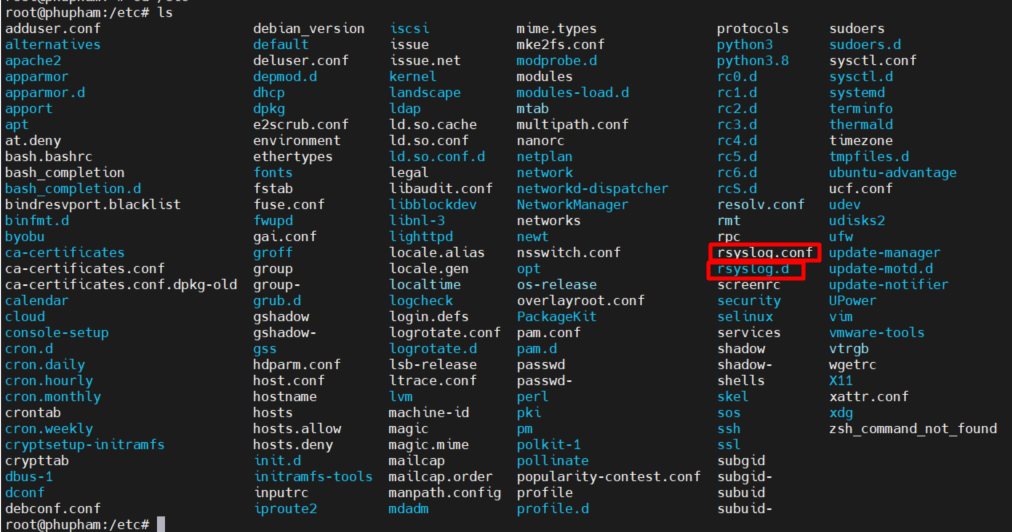 root@phupham:/etc# ls
adduser.conf debian_version iscsi mime.types protocols sudoers
alternatives default issue mke2fs.conf python3 sudoers.d
apache2 deluser.conf issue.net modprobe.d python3.8 sysctl.conf
apparmor depmod.d kernel modules rc0.d sysctl.d
apparmor.d dhcp landscape modules-load.d rc1.d systemd
apport dpkg ldap mtab rc2.d terminfo
apt e2scrub.conf ld.so.cache multipath.conf rc3.d thermald
at.deny environment ld.so.conf nanorc rc4.d timezone
bash.bashrc ethertypes ld.so.conf.d netplan rc5.d tmpfiles.d
bash_completion fonts legal network rc6.d ubuntu-advantage
bash_completion.d fstab libaudit.conf networkd-dispatcher rcS.d ucf.conf
bindresvport.blacklist fuse.conf libblockdev NetworkManager resolv.conf udev
binfmt.d fwupd libnl-3 networks rmt udisks2
byobu gai.conf lighttpd newt rpc ufw
ca-certificates groff locale.alias nsswitch.conf rsyslog.conf update-manager
ca-certificates.conf group locale.gen opt rsyslog.d update-motd.d
ca-certificates.conf.dpkg-old group- localtime os-release screenrc update-notifier
calendar grub.d logcheck overlayroot.conf security UPower
cloud gshadow login.defs PackageKit selinux vim
console-setup gshadow- logrotate.conf pam.conf services vmware-tools
cron.d gss logrotate.d pam.d shadow vtrgb
cron.daily hdparm.conf lsb-release passwd shadow- wgetrc
cron.hourly host.conf ltrace.conf passwd- shells X11
cron.monthly hostname lvm perl skel xattr.conf
crontab hosts machine-id pki sos xdg
cron.weekly hosts.allow magic pm ssh zsh_command_not_found
cryptsetup-initramfs hosts.deny magic.mime polkit-1 ssl
crypttab init.d mailcap pollinate subgid
dbus-1 initramfs-tools mailcap.order popularity-contest.conf subgid-
dconf inputrc manpath.config profile subuid
debconf.conf iproute2 mdadm profile.d subuid-
root@phupham:/etc#